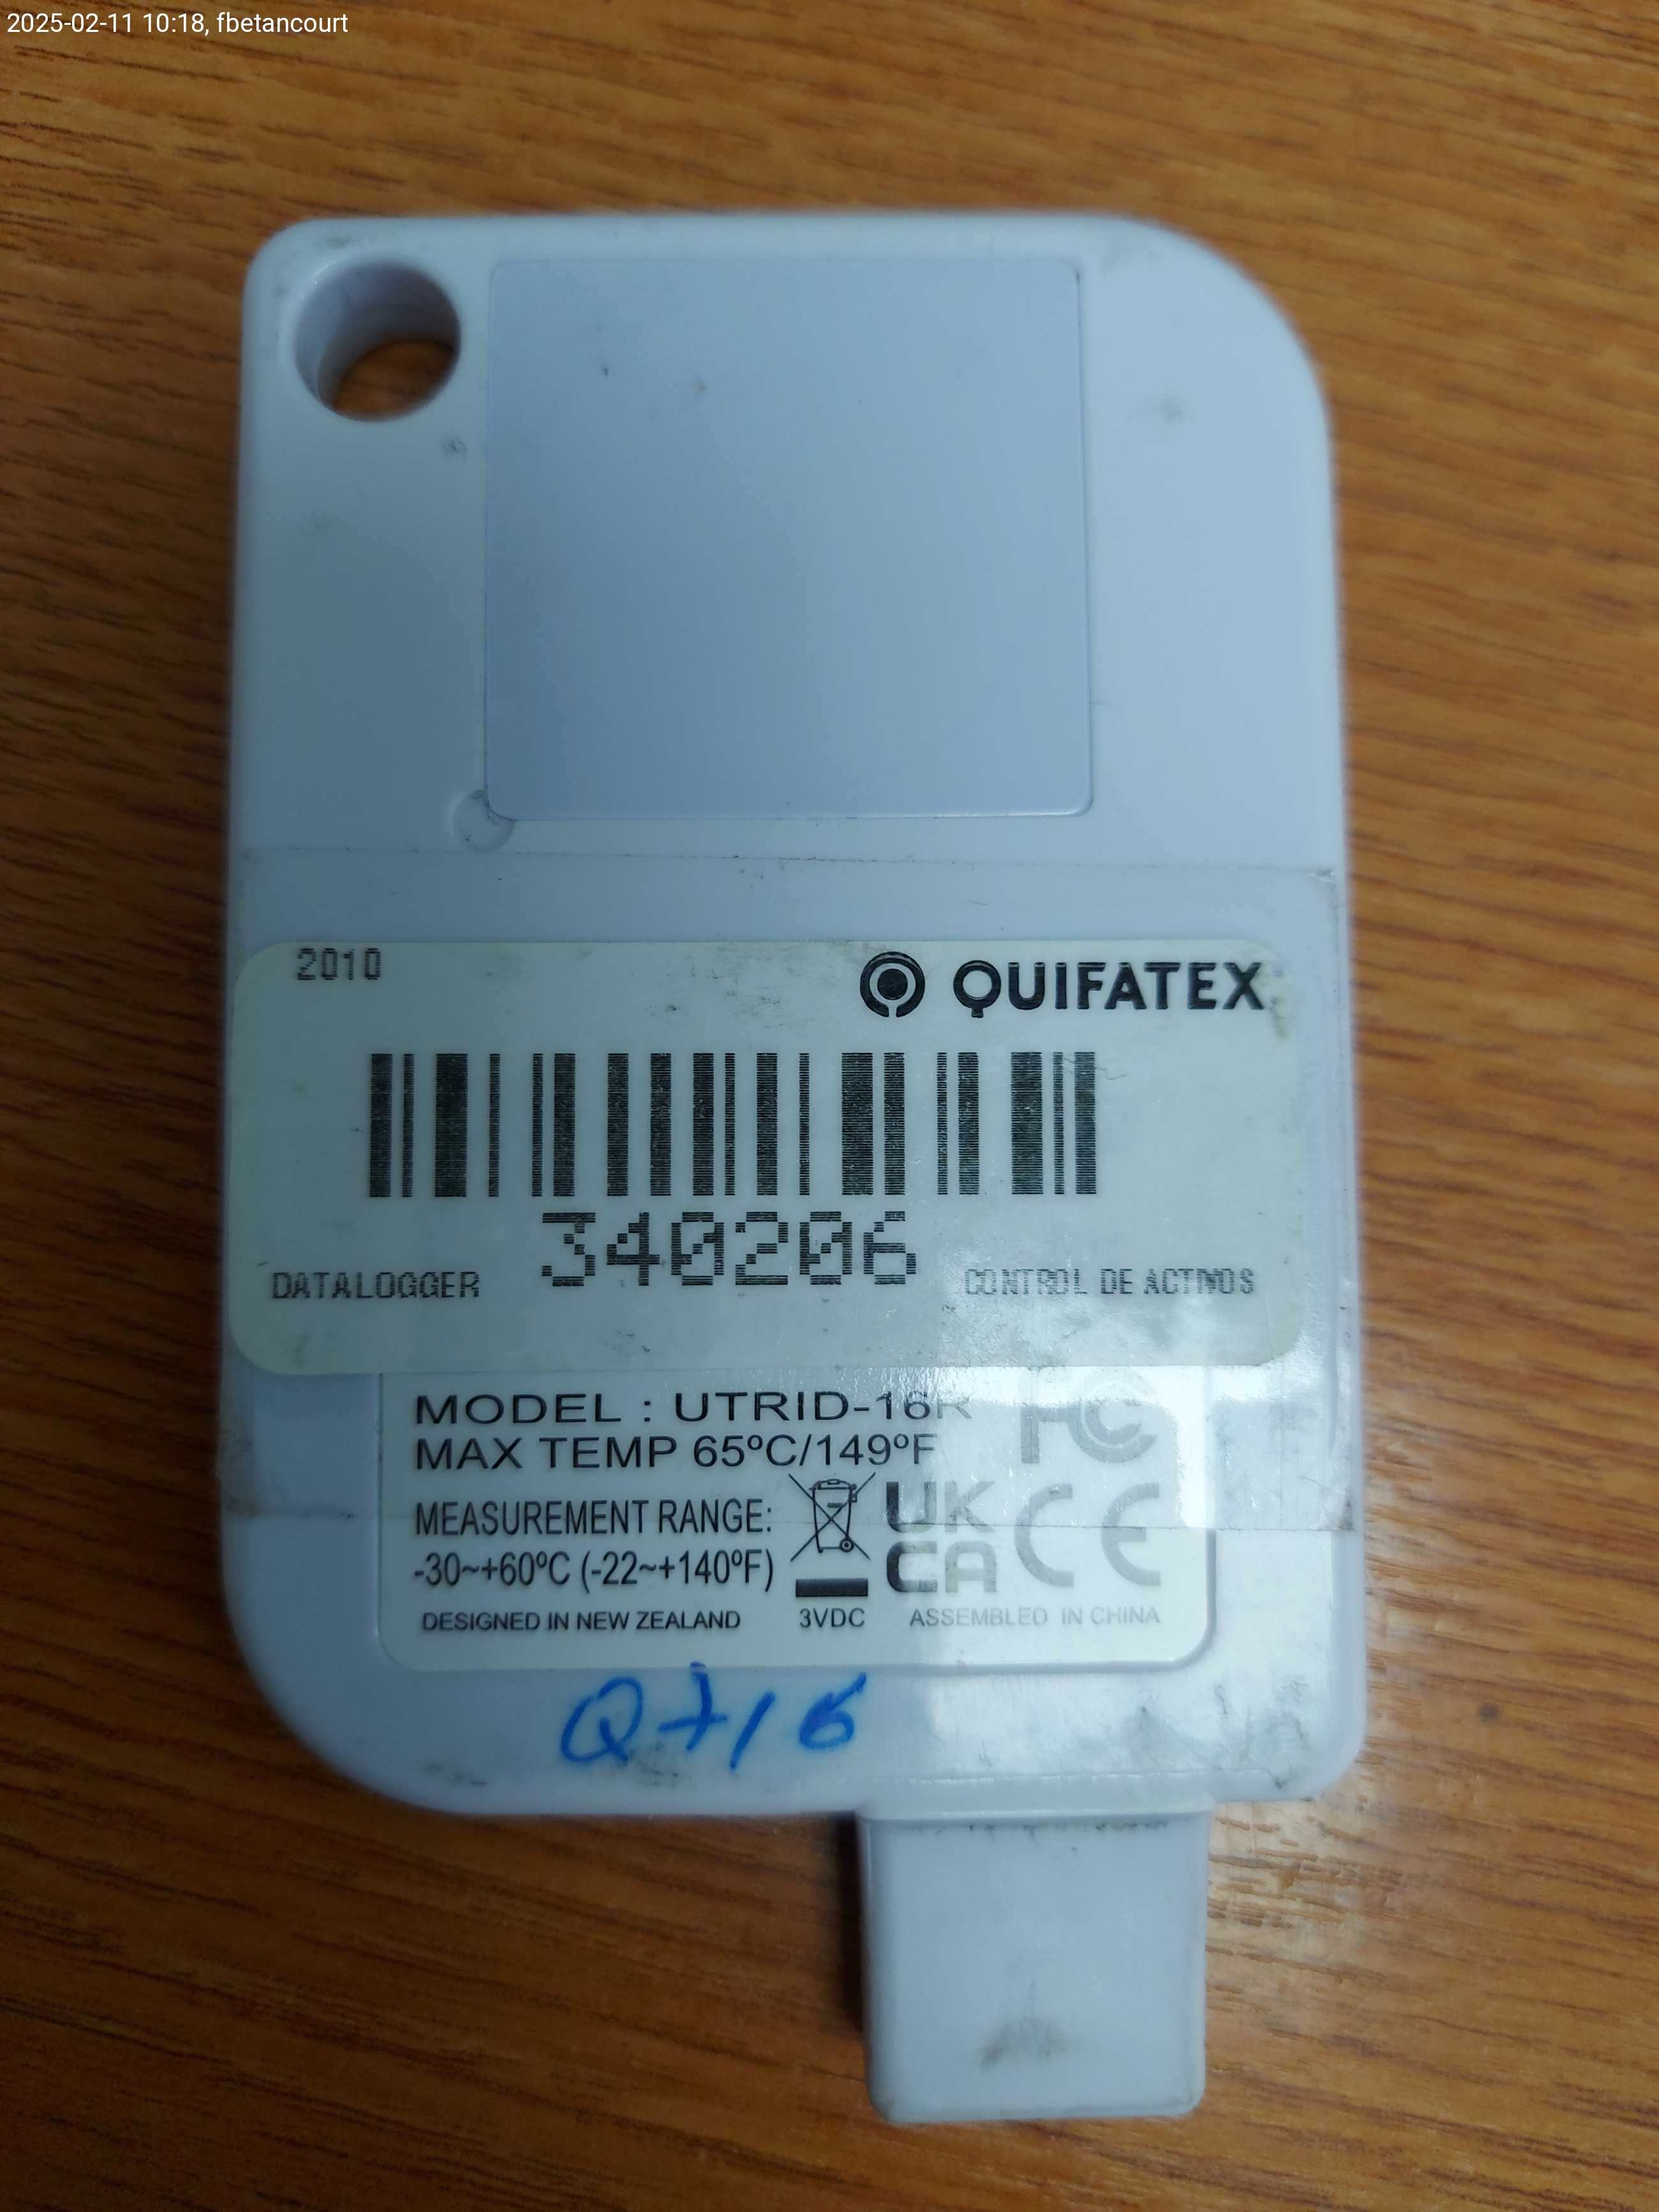 2025-02-11 10:18, fbetancourt
2010
QUIFATEX
340206
DATALOGGER
CONTROL DE ACTIVOS
MODEL : UTRID-16R
FC
MAX TEMP 65ºC/149ºF
MEASUREMENT RANGE:
-30~+60ºC (-22~+140ºF)
UK
CA
CE
DESIGNED IN NEW ZEALAND
3VDC
ASSEMBLED IN CHINA
Q716